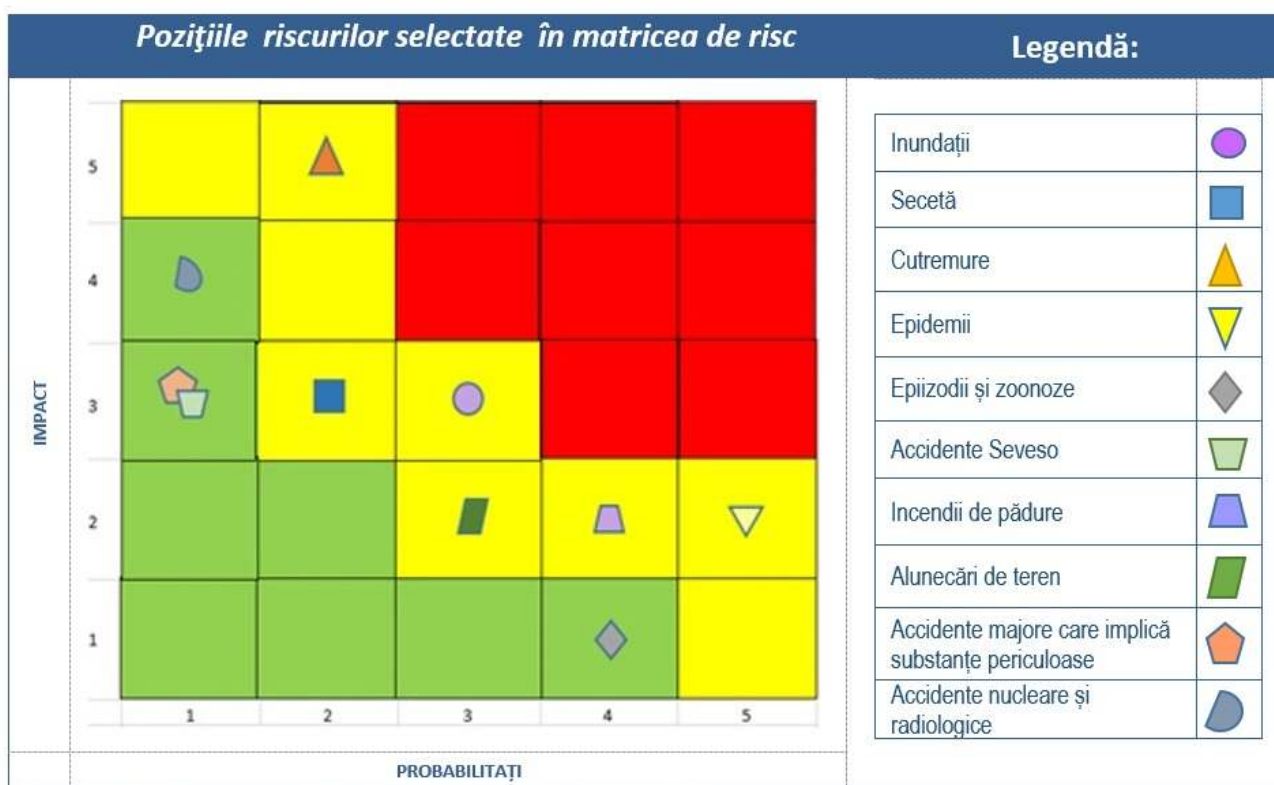 Poziţiile riscurilor selectate în matricea de risc
Legendă:
IMPACT
5
4
3
2
1
1 2 3 4 5
PROBABILITAȚI
Inundații
Secetă
Cutremure
Epidemii
Epiizodii și zoonoze
Accidente Seveso
Incendii de pădure
Alunecări de teren
Accidente majore care implică
substanțe periculoase
Accidente nucleare și
radiologice